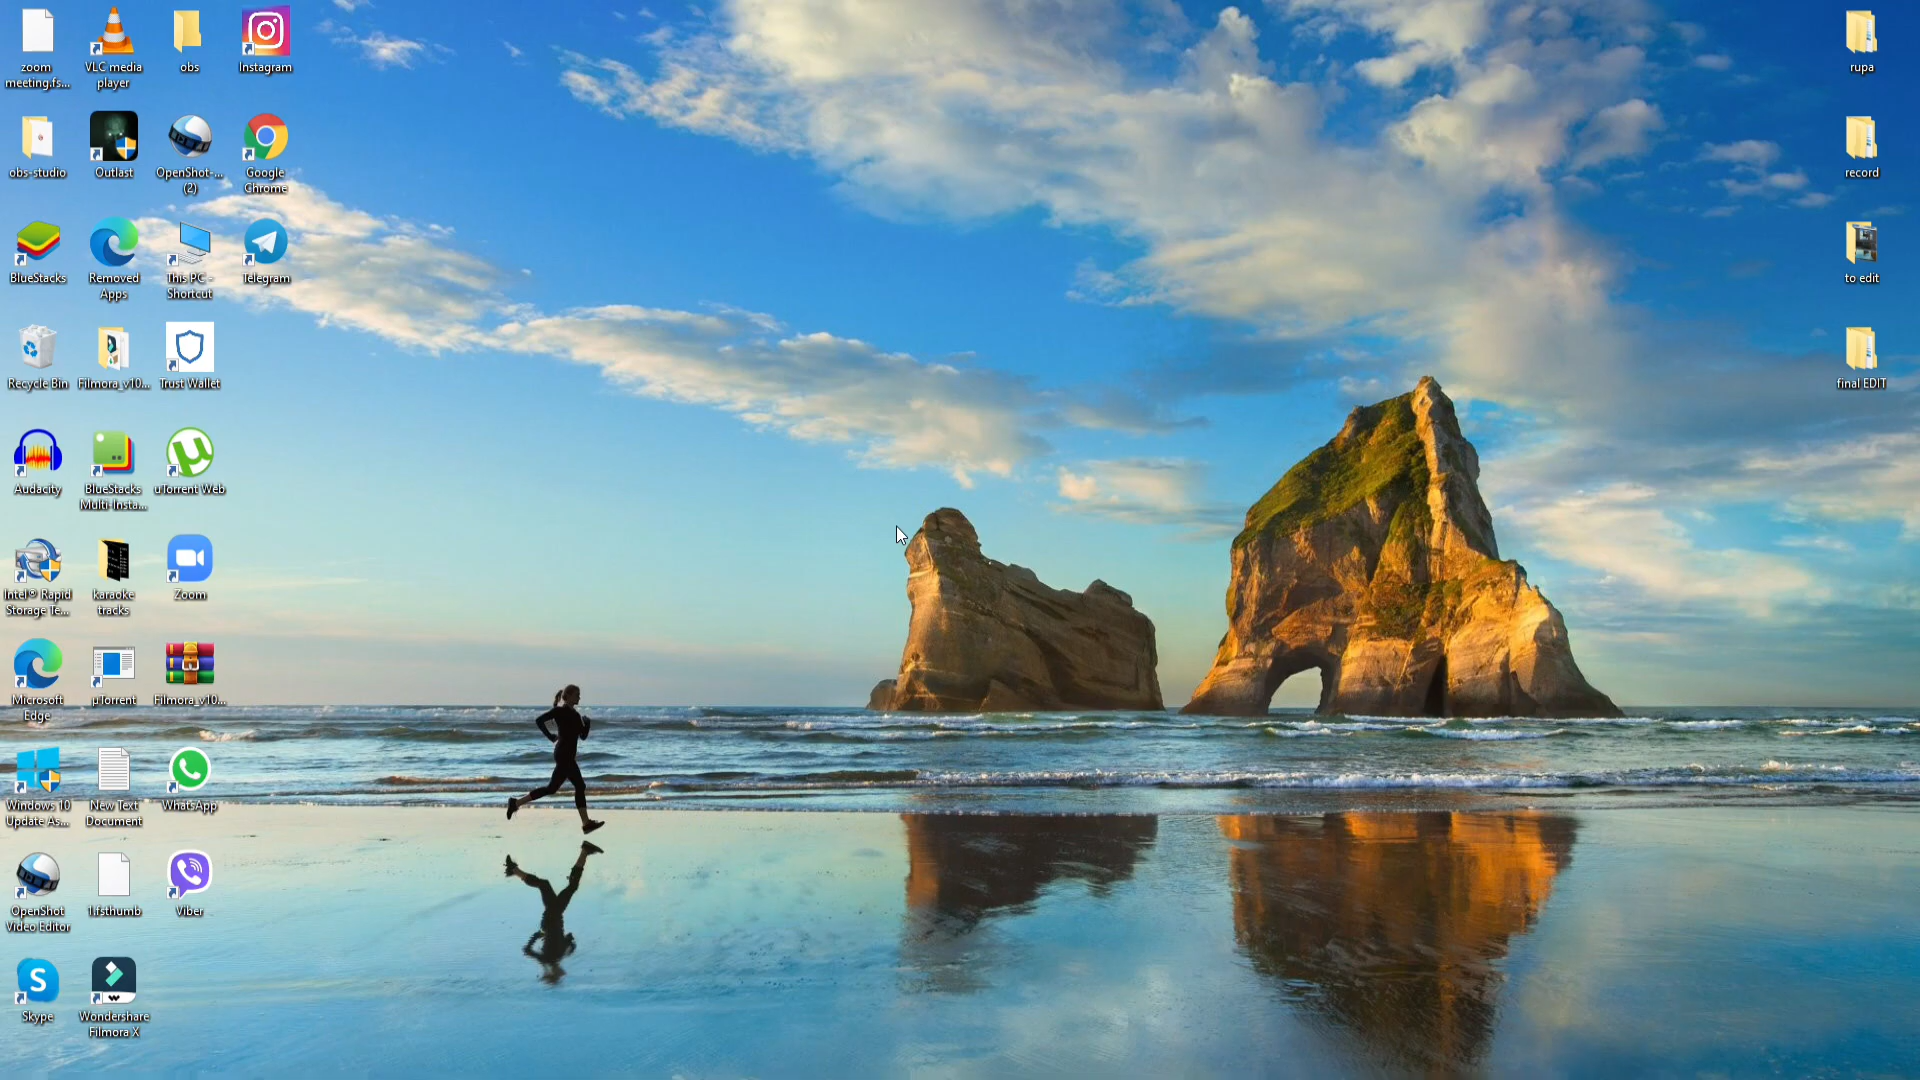 zoom
meeting.fs...
VLC media
player
obs
Instagram
rupa
obs-studio
Outlast
OpenShot-...
(2)
Google
Chrome
record
BlueStacks
Removed
Apps
This PC -
Shortcut
Telegram
to edit
Recycle Bin
Filmora_v10...
Trust Wallet
final EDIT
Audacity
BlueStacks
Multi-Insta...
uTorrent Web
Intel® Rapid
Storage Te...
karaoke
tracks
Zoom
Microsoft
Edge
µTorrent
Filmora_v10...
Windows 10
Update As...
New Text
Document
WhatsApp
OpenShot
Video Editor
1.fsthumb
Viber
Skype
Wondershare
Filmora X